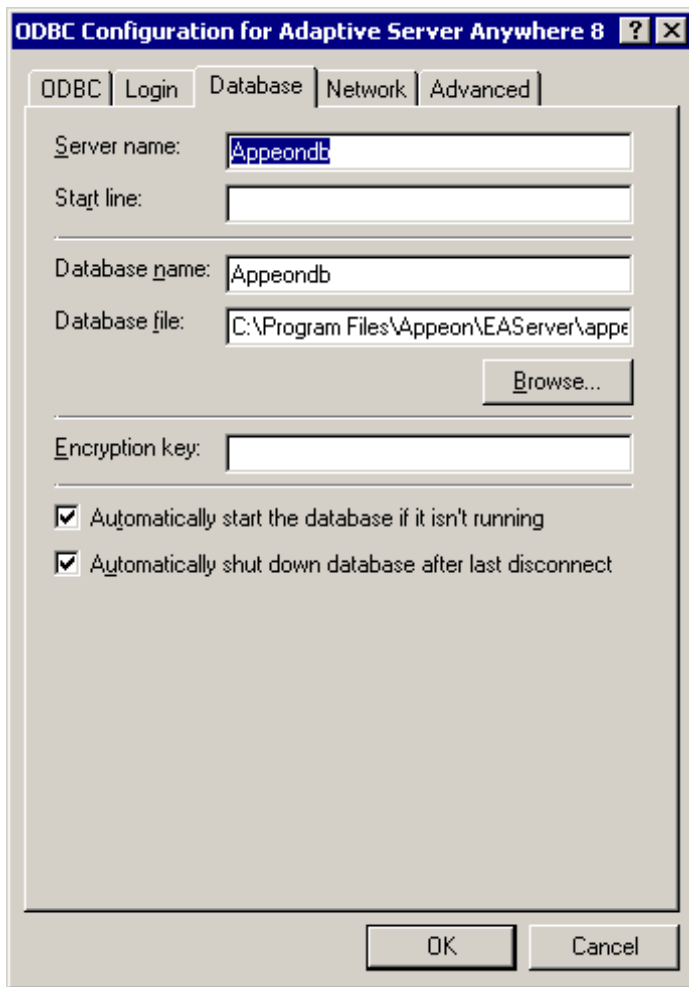 ODBC Configuration for Adaptive Server Anywhere 8 ?
ODBC Login Database Network Advanced
Server name: Appeondb
Start line:
Database name: Appeondb
Database file: C:\Program Files\Appeon\EAServer\appe
Browse...
Encryption key:
Automatically start the database if it isn't running
Automatically shut down database after last disconnect
OK Cancel